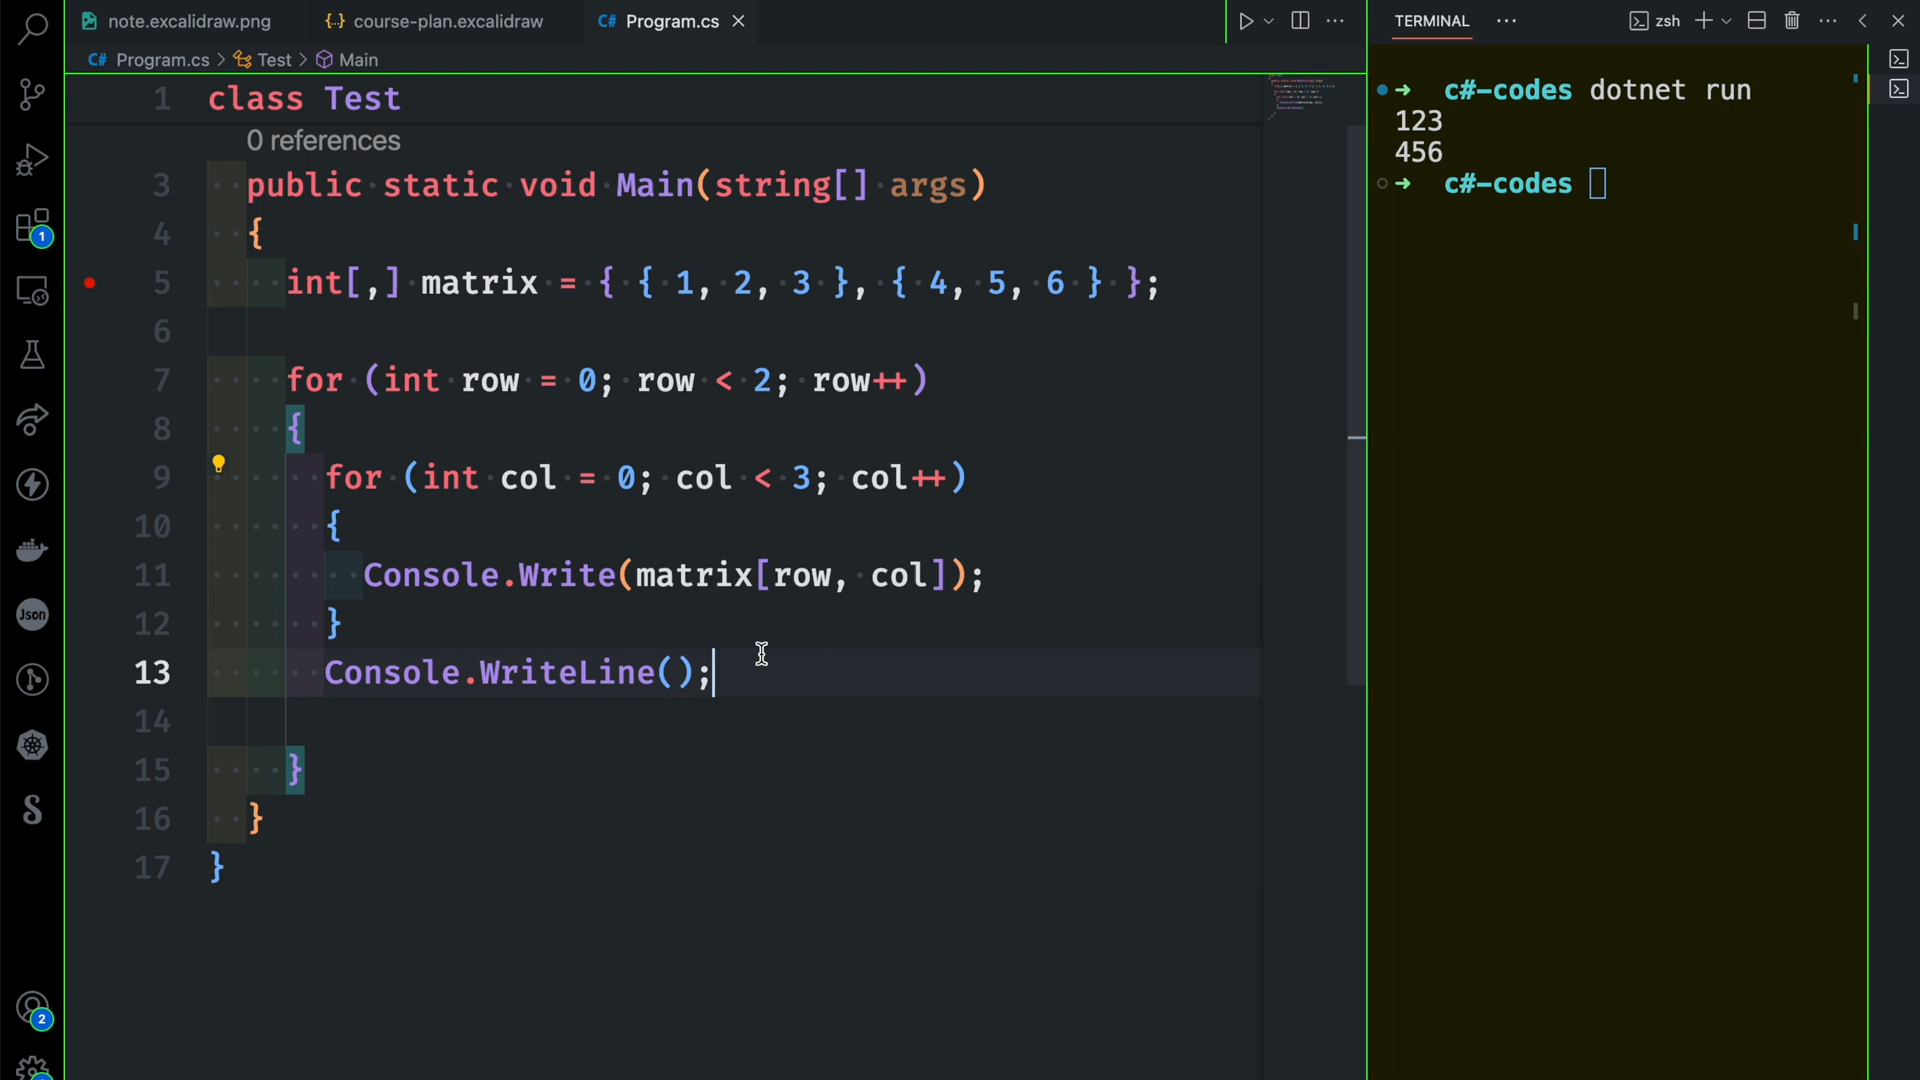 note.excalidraw.png
{} course-plan.excalidraw
C# Program.cs
C# Program.cs > Test > Main
1 class Test
0 references
3 public static void Main(string[] args)
4 {
5 int[,] matrix = { { 1, 2, 3 }, { 4, 5, 6 } };
6
7 for (int row = 0; row < 2; row++)
8 {
9 for (int col = 0; col < 3; col++)
10 {
11 Console.Write(matrix[row, col]);
12 }
13 Console.WriteLine();
14
15 }
16 }
17 }
TERMINAL
zsh
➜ c#-codes dotnet run
123
456
➜ c#-codes
1
Json
2